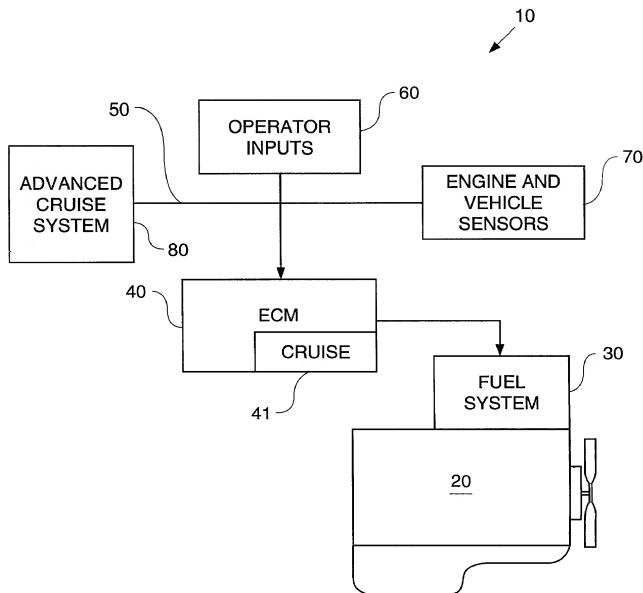 10
60
50
OPERATOR
INPUTS
70
ADVANCED
CRUISE
SYSTEM
ENGINE AND
VEHICLE
SENSORS
80
40
ECM
CRUISE
41
30
FUEL
SYSTEM
20